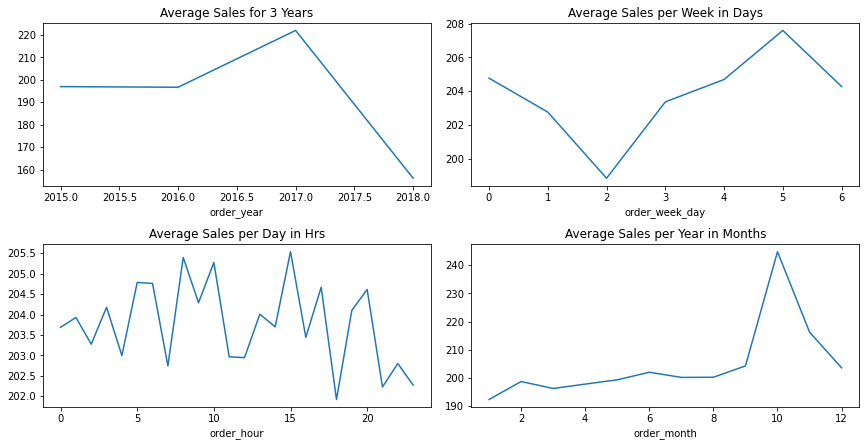 Average Sales for 3 Years
220
210
200
190
180
170
160
2015.0 2015.5 2016.0 2016.5 2017.0 2017.5 2018.0
order_year
Average Sales per Week in Days
208
206
204
202
200
0 1 2 3 4 5 6
order_week_day
Average Sales per Day in Hrs
205.5
205.0
204.5
204.0
203.5
203.0
202.5
202.0
0 5 10 15 20
order_hour
Average Sales per Year in Months
240
230
220
210
200
190
2 4 6 8 10 12
order_month